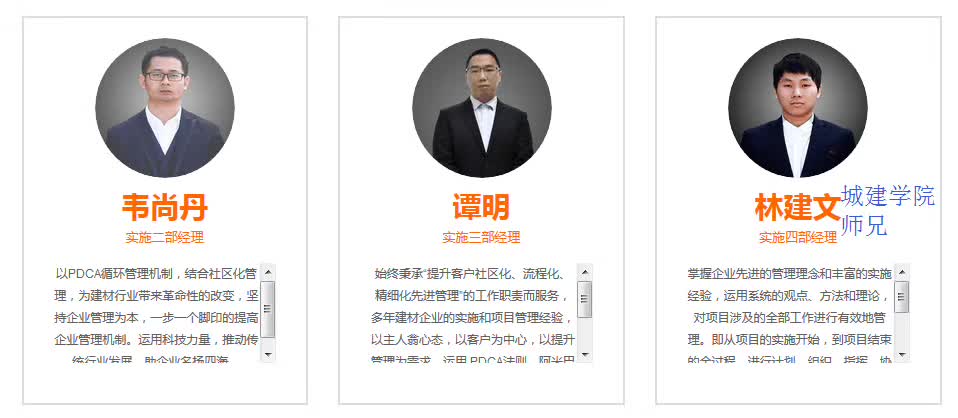 韦尚丹
实施二部经理
以PDCA循环管理机制，结合社区化管
理，为建材行业带来革命性的改变，坚
持企业管理为本，一步一个脚印的提高
企业管理机制。运用科技力量，推动传
统行业发展，助企业名扬四海。
谭明
实施三部经理
始终秉承“提升客户社区化、流程化、
精细化先进管理”的工作职责而服务，
多年建材企业的实施和项目管理经验，
以主人翁心态，以客户为中心，以提升
管理为需求，运用 PDCA法则，阿米巴
林建文
城建学院
师兄
实施四部经理
掌握企业先进的管理理念和丰富的实施
经验，运用系统的观点、方法和理论，
对项目涉及的全部工作进行有效地管
理。即从项目的实施开始，到项目结束
的全过程，进行计划、组织、指挥、协